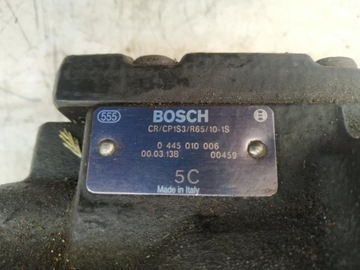 555 BOSCH
CR/CP1S3/R65/10-1S
0 445 010 006
00.03.138 00459
5C
Made in Italy